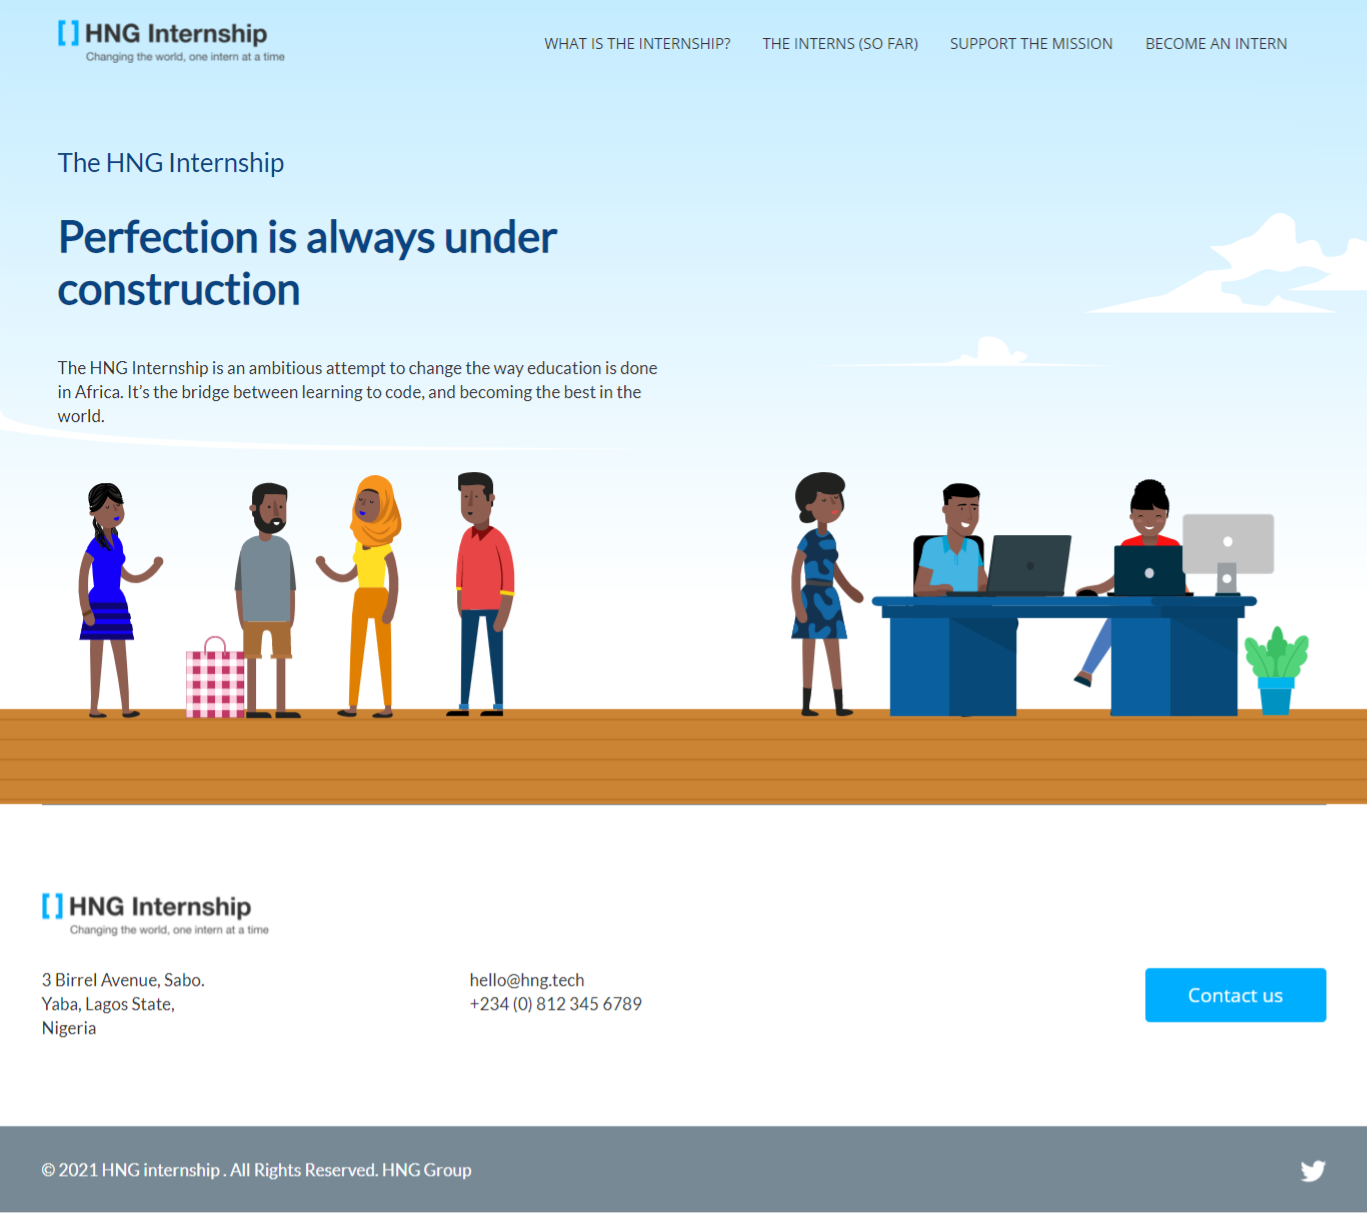 [ ] HNG Internship
Changing the world, one intern at a time
WHAT IS THE INTERNSHIP?
THE INTERNS (SO FAR)
SUPPORT THE MISSION
BECOME AN INTERN
The HNG Internship
Perfection is always under
construction
The HNG Internship is an ambitious attempt to change the way education is done
in Africa. It’s the bridge between learning to code, and becoming the best in the
world.
[ ] HNG Internship
Changing the world, one intern at a time
3 Birrel Avenue, Sabo.
Yaba, Lagos State,
Nigeria
hello@hng.tech
+234 (0) 812 345 6789
Contact us
© 2021 HNG internship . All Rights Reserved. HNG Group